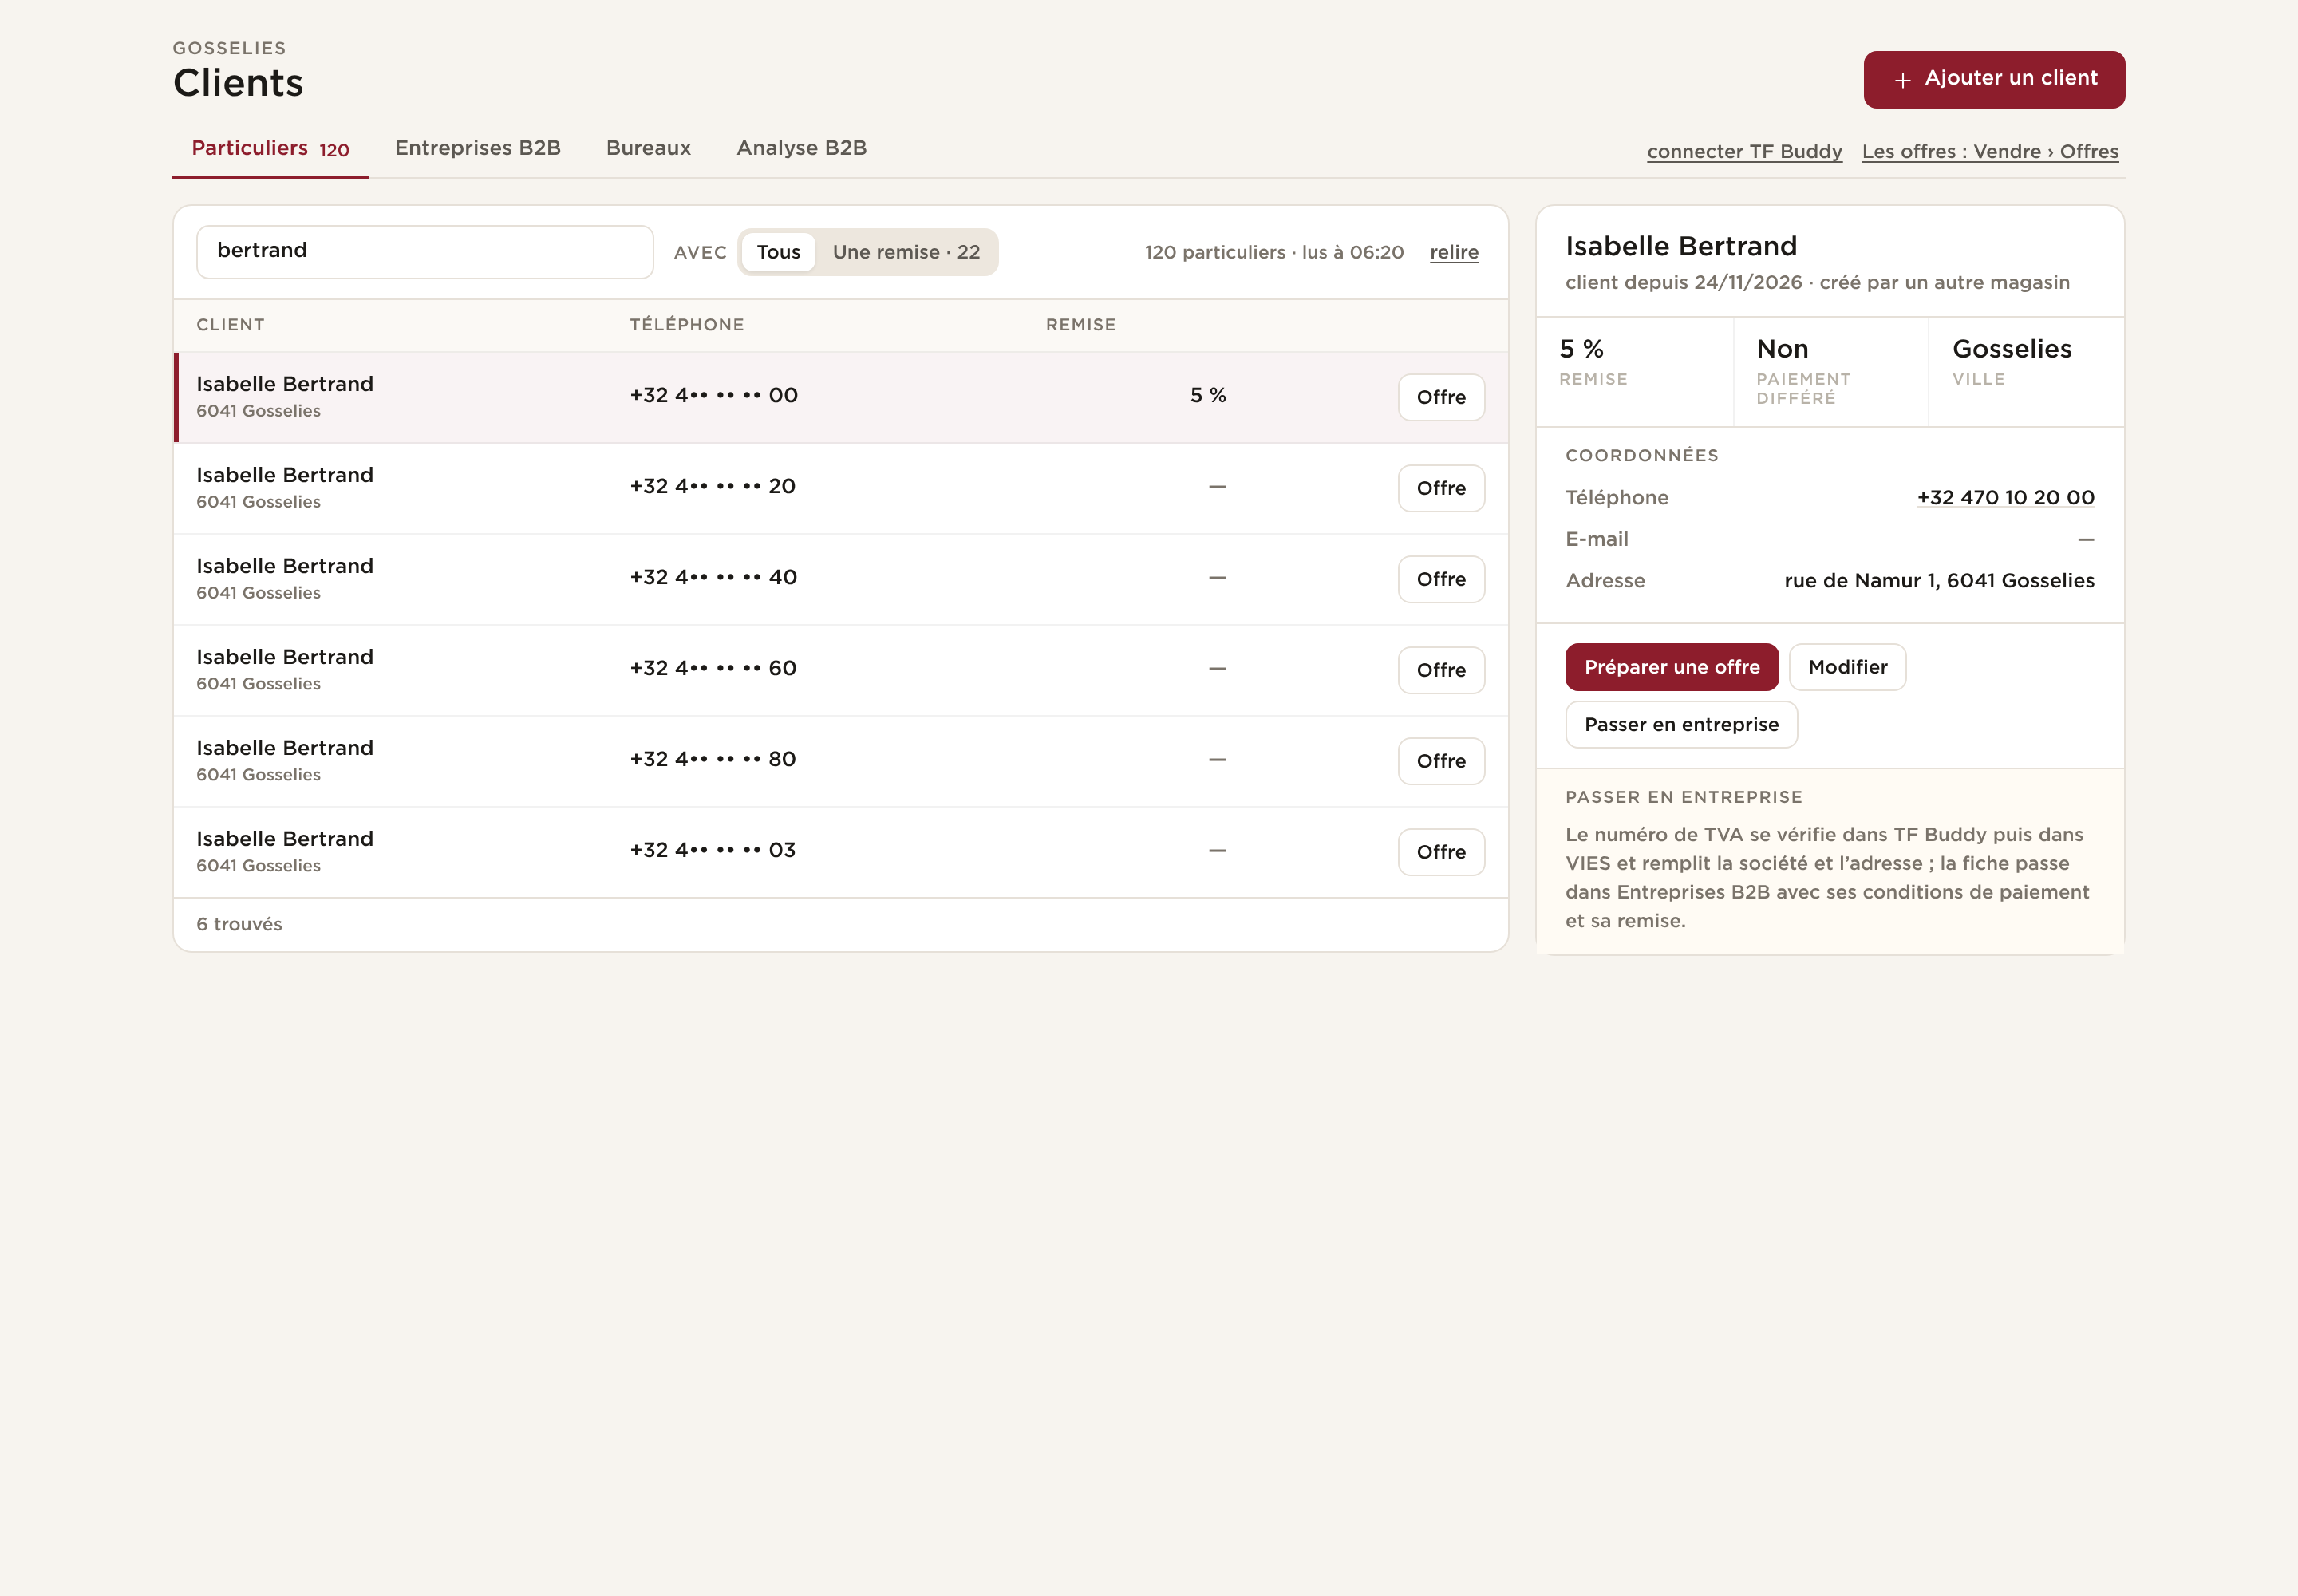 GOSSELIES
Clients
+ Ajouter un client
Particuliers 120 Entreprises B2B Bureaux Analyse B2B
connecter TF Buddy Les offres : Vendre › Offres
bertrand AVEC Tous Une remise · 22 120 particuliers · lus à 06:20 relire
CLIENT TÉLÉPHONE REMISE
Isabelle Bertrand
6041 Gosselies
+32 4•• •• •• 00 5 % Offre
Isabelle Bertrand
6041 Gosselies
+32 4•• •• •• 20 — Offre
Isabelle Bertrand
6041 Gosselies
+32 4•• •• •• 40 — Offre
Isabelle Bertrand
6041 Gosselies
+32 4•• •• •• 60 — Offre
Isabelle Bertrand
6041 Gosselies
+32 4•• •• •• 80 — Offre
Isabelle Bertrand
6041 Gosselies
+32 4•• •• •• 03 — Offre
6 trouvés
Isabelle Bertrand
client depuis 24/11/2026 · créé par un autre magasin
5 %
REMISE
Non
PAIEMENT
DIFFÉRÉ
Gosselies
VILLE
COORDONNÉES
Téléphone +32 470 10 20 00
E-mail —
Adresse rue de Namur 1, 6041 Gosselies
Préparer une offre Modifier
Passer en entreprise
PASSER EN ENTREPRISE
Le numéro de TVA se vérifie dans TF Buddy puis dans
VIES et remplit la société et l’adresse ; la fiche passe
dans Entreprises B2B avec ses conditions de paiement
et sa remise.